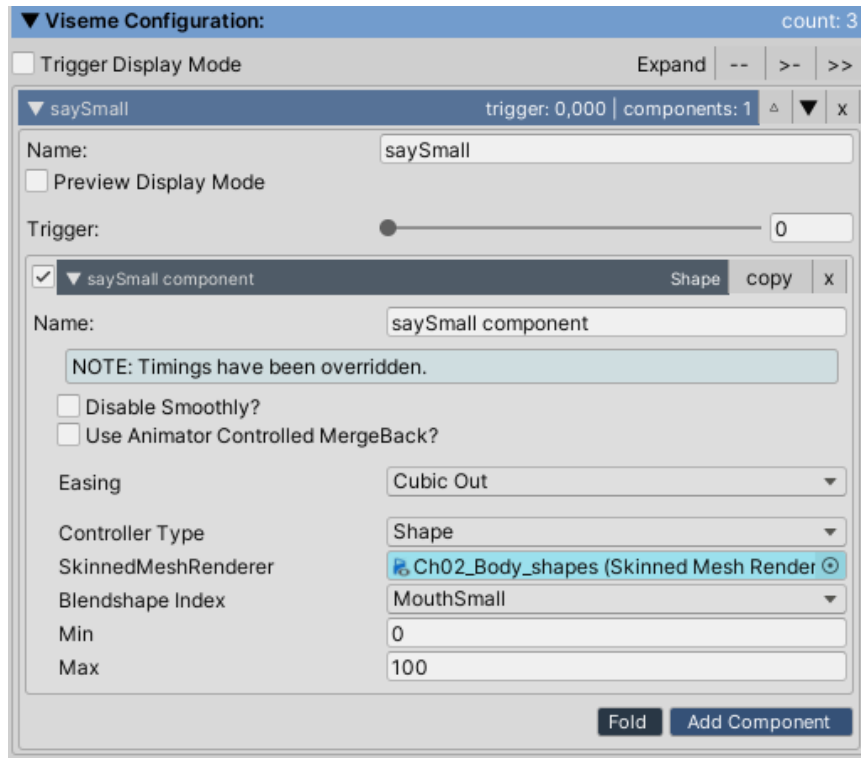 ▼ Viseme Configuration: count: 3
Trigger Display Mode Expand -- >- >>
▼ saySmall trigger: 0,000 | components: 1 ▵ ▼ x
Name: saySmall
Preview Display Mode
Trigger: 0
▼ saySmall component Shape copy x
Name: saySmall component
NOTE: Timings have been overridden.
Disable Smoothly?
Use Animator Controlled MergeBack?
Easing Cubic Out
Controller Type Shape
SkinnedMeshRenderer Ch02_Body_shapes (Skinned Mesh Render
Blendshape Index MouthSmall
Min 0
Max 100
Fold Add Component